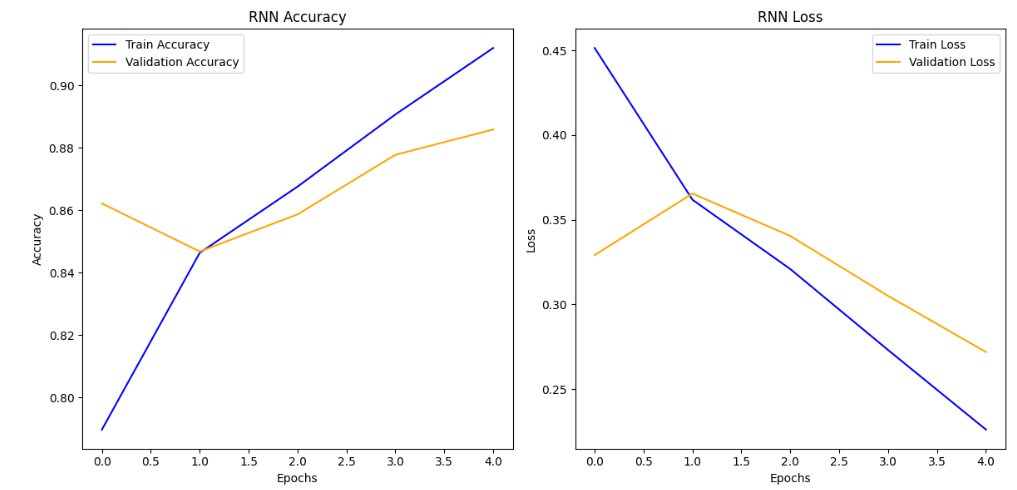 RNN Accuracy
Train Accuracy
Validation Accuracy
0.90
0.88
0.86
0.84
0.82
0.80
Accuracy
0.0 0.5 1.0 1.5 2.0 2.5 3.0 3.5 4.0
Epochs
RNN Loss
Train Loss
Validation Loss
0.45
0.40
0.35
0.30
0.25
Loss
0.0 0.5 1.0 1.5 2.0 2.5 3.0 3.5 4.0
Epochs